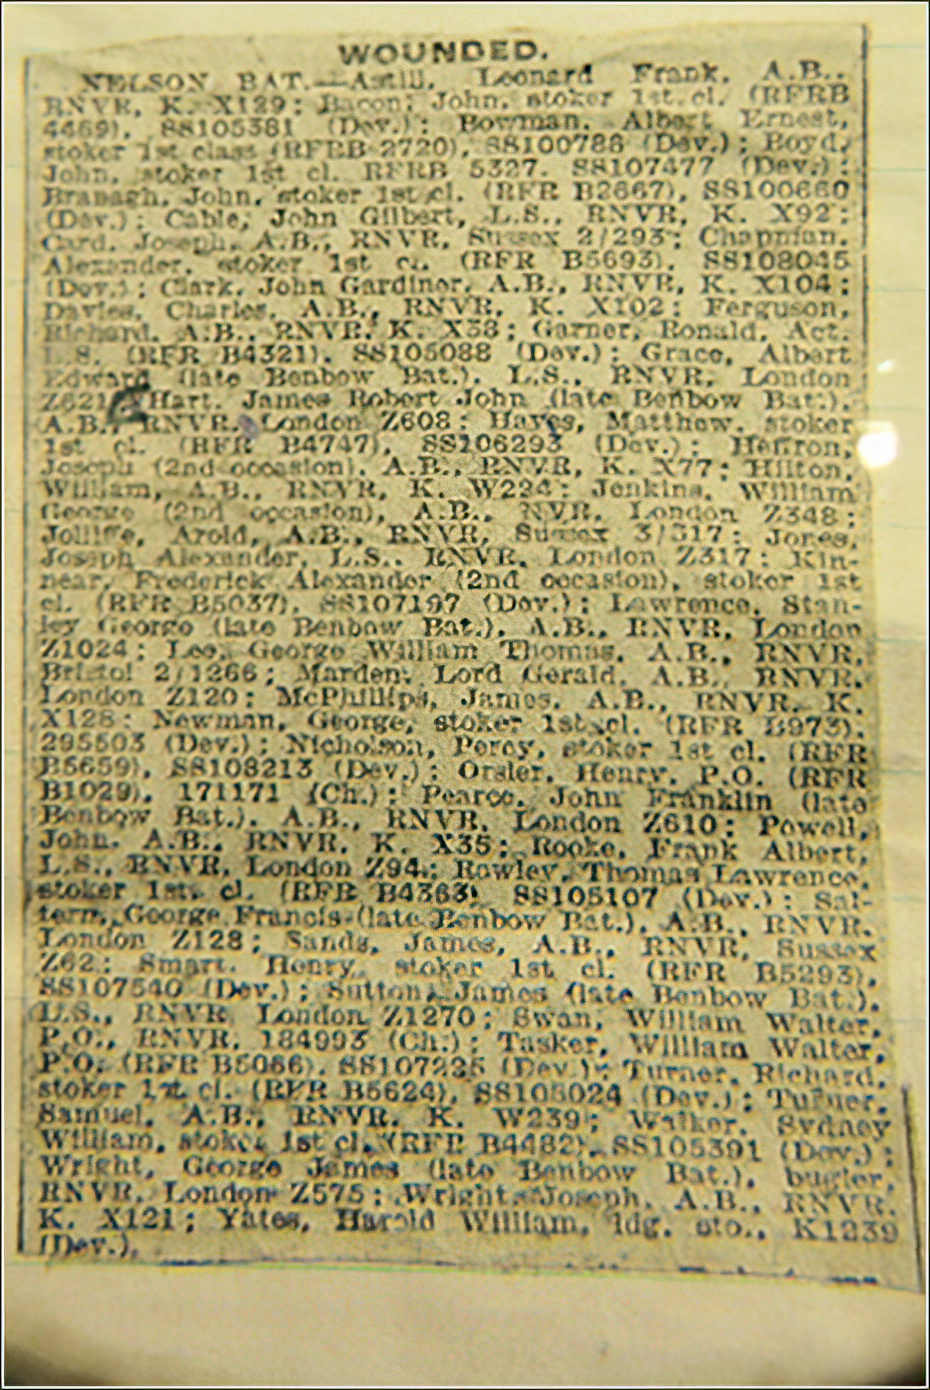 WOUNDED.
NELSON BAT.—Astill, Leonard Frank, A.B.,
RNVR, K. X129; Bacon, John, stoker 1st cl. (RFRB
4469), SS105381 (Dev.); Bowman, Albert Ernest,
stoker 1st class (RFRB 2720), SS100788 (Dev.); Boyd,
John, stoker 1st cl. RFRB 5327, SS107477 (Dev.);
Branagh, John, stoker 1st cl. (RFR B2667), SS100660
(Dev.); Cable, John Gilbert, L.S., RNVR, K. X92;
Card, Joseph, A.B., RNVR, Sussex 2/293; Chapman,
Alexander, stoker 1st cl. (RFR B5693), SS108045
(Dev.); Clark, John Gardiner, A.B., RNVR, K. X104;
Davies, Charles, A.B., RNVR, K. X102; Ferguson,
Richard, A.B., RNVR, K. X38; Garner, Ronald, Act.
L.S. (RFR B4321), SS105088 (Dev.); Grace, Albert
Edward (late Benbow Bat.), L.S., RNVR, London
Z621; Hart, James Robert John (late Benbow Bat.),
A.B., RNVR, London Z608; Hayes, Matthew, stoker
1st cl. (RFR B4747), SS106293 (Dev.); Heffron,
Joseph (2nd occasion), A.B., RNVR, K. X77; Hilton,
William, A.B., RNVR, K. W224; Jenkins, William
George (2nd occasion), A.B., NVR, London Z348;
Jolliffe, Arold, A.B., RNVR, Sussex 3/317; Jones,
Joseph Alexander, L.S., RNVR, London Z317; Kin-
near, Frederick Alexander (2nd occasion), stoker 1st
cl. (RFR B5037), SS107197 (Dev.); Lawrence, Stan-
ley George (late Benbow Bat.), A.B., RNVR, London
Z1024; Lee, George William Thomas, A.B., RNVR,
Bristol 2/1266; Marden, Lord Gerald, A.B., RNVR,
London Z120; McPhillips, James, A.B., RNVR, K.
X128; Newman, George, stoker 1st cl. (RFR B973),
295503 (Dev.); Nicholson, Percy, stoker 1st cl. (RFR
B5659), SS108213 (Dev.); Orsler, Henry, P.O. (RFR
B1029), 171171 (Ch.); Pearce, John Franklin (late
Benbow Bat.), A.B., RNVR, London Z610; Powell,
John, A.B., RNVR, K. X35; Rooke, Frank Albert,
L.S., RNVR, London Z94; Rowley, Thomas Lawrence,
stoker 1st cl. (RFR B4363), SS105107 (Dev.); Sal-
tern, George Francis (late Benbow Bat.), A.B., RNVR,
London Z128; Sands, James, A.B., RNVR, Sussex
Z62; Smart, Henry, stoker 1st cl. (RFR B5293),
SS107540 (Dev.); Sutton, James (late Benbow Bat.),
L.S., RNVR London Z1270; Swan, William Walter,
P.O., RNVR, 184993 (Ch.); Tasker, William Walter,
P.O. (RFR B5066), SS107225 (Dev.); Turner, Richard,
stoker 1st cl. (RFR B5624), SS105024 (Dev.); Turner,
Samuel, A.B., RNVR, K. W239; Walker, Sydney
William, stoker 1st cl. (RFR B4482), SS105391 (Dev.);
Wright, George James (late Benbow Bat.), bugler,
RNVR, London Z575; Wright, Joseph, A.B., RNVR,
K. X121; Yates, Harold William, ldg. sto., K1239
(Dev.).